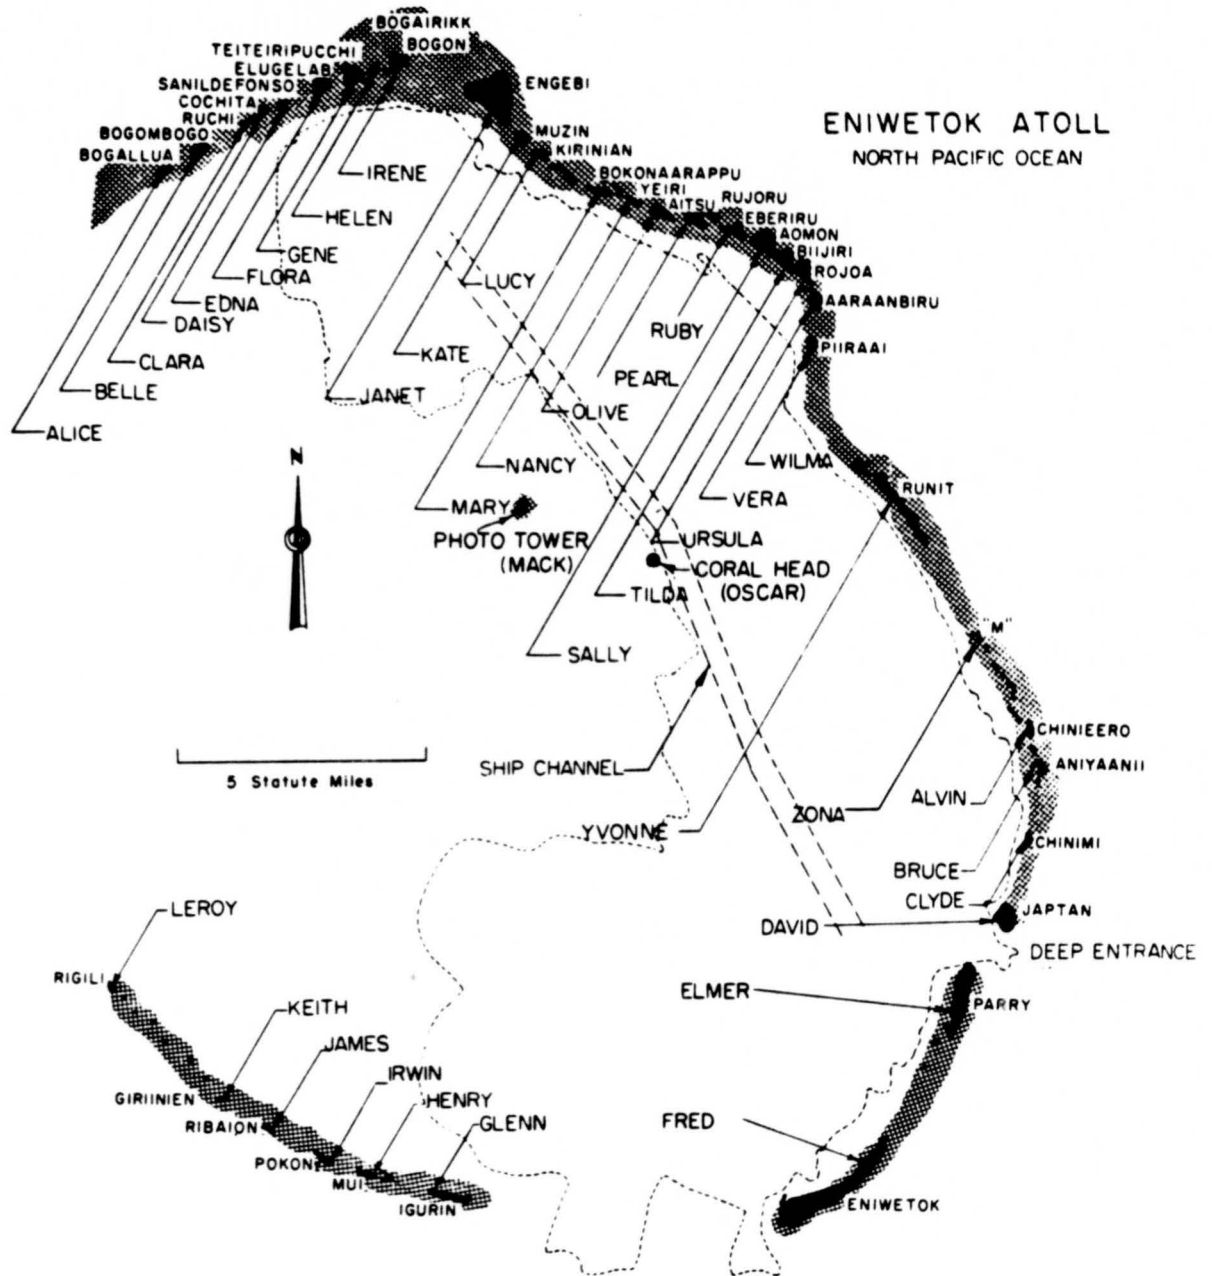 BOGAIRIKK
BOGON
TEITEIRIPUCCHI
ELUGELAB
SANILDEFONSO
COCHITA
RUCHI
BOGOMBOGO
BOGALLUA
ENGEBI
MUZIN
KIRINIAN
BOKONAARAPPU
YEIRI
AITSU
RUJORU
EBERIRU
AOMON
BIIJIRI
ROJOA
AARAANBIRU
PIIRAAI
RUNIT
"M"
CHINIEERO
ANIYAANII
CHINIMI
JAPTAN
DEEP ENTRANCE
PARRY
ENIWETOK
ENIWETOK ATOLL
NORTH PACIFIC OCEAN
IRENE
HELEN
GENE
FLORA
EDNA
DAISY
CLARA
BELLE
ALICE
LUCY
KATE
JANET
RUBY
PEARL
OLIVE
NANCY
MARY
WILMA
VERA
URSULA
TILDA
SALLY
PHOTO TOWER
(MACK)
CORAL HEAD
(OSCAR)
N
5 Statute Miles
SHIP CHANNEL
YVONNE
ZONA
ALVIN
BRUCE
CLYDE
DAVID
ELMER
FRED
LEROY
RIGILI
KEITH
JAMES
IRWIN
HENRY
GLENN
GIRIINIEN
RIBAION
POKON
MUI
IGURIN